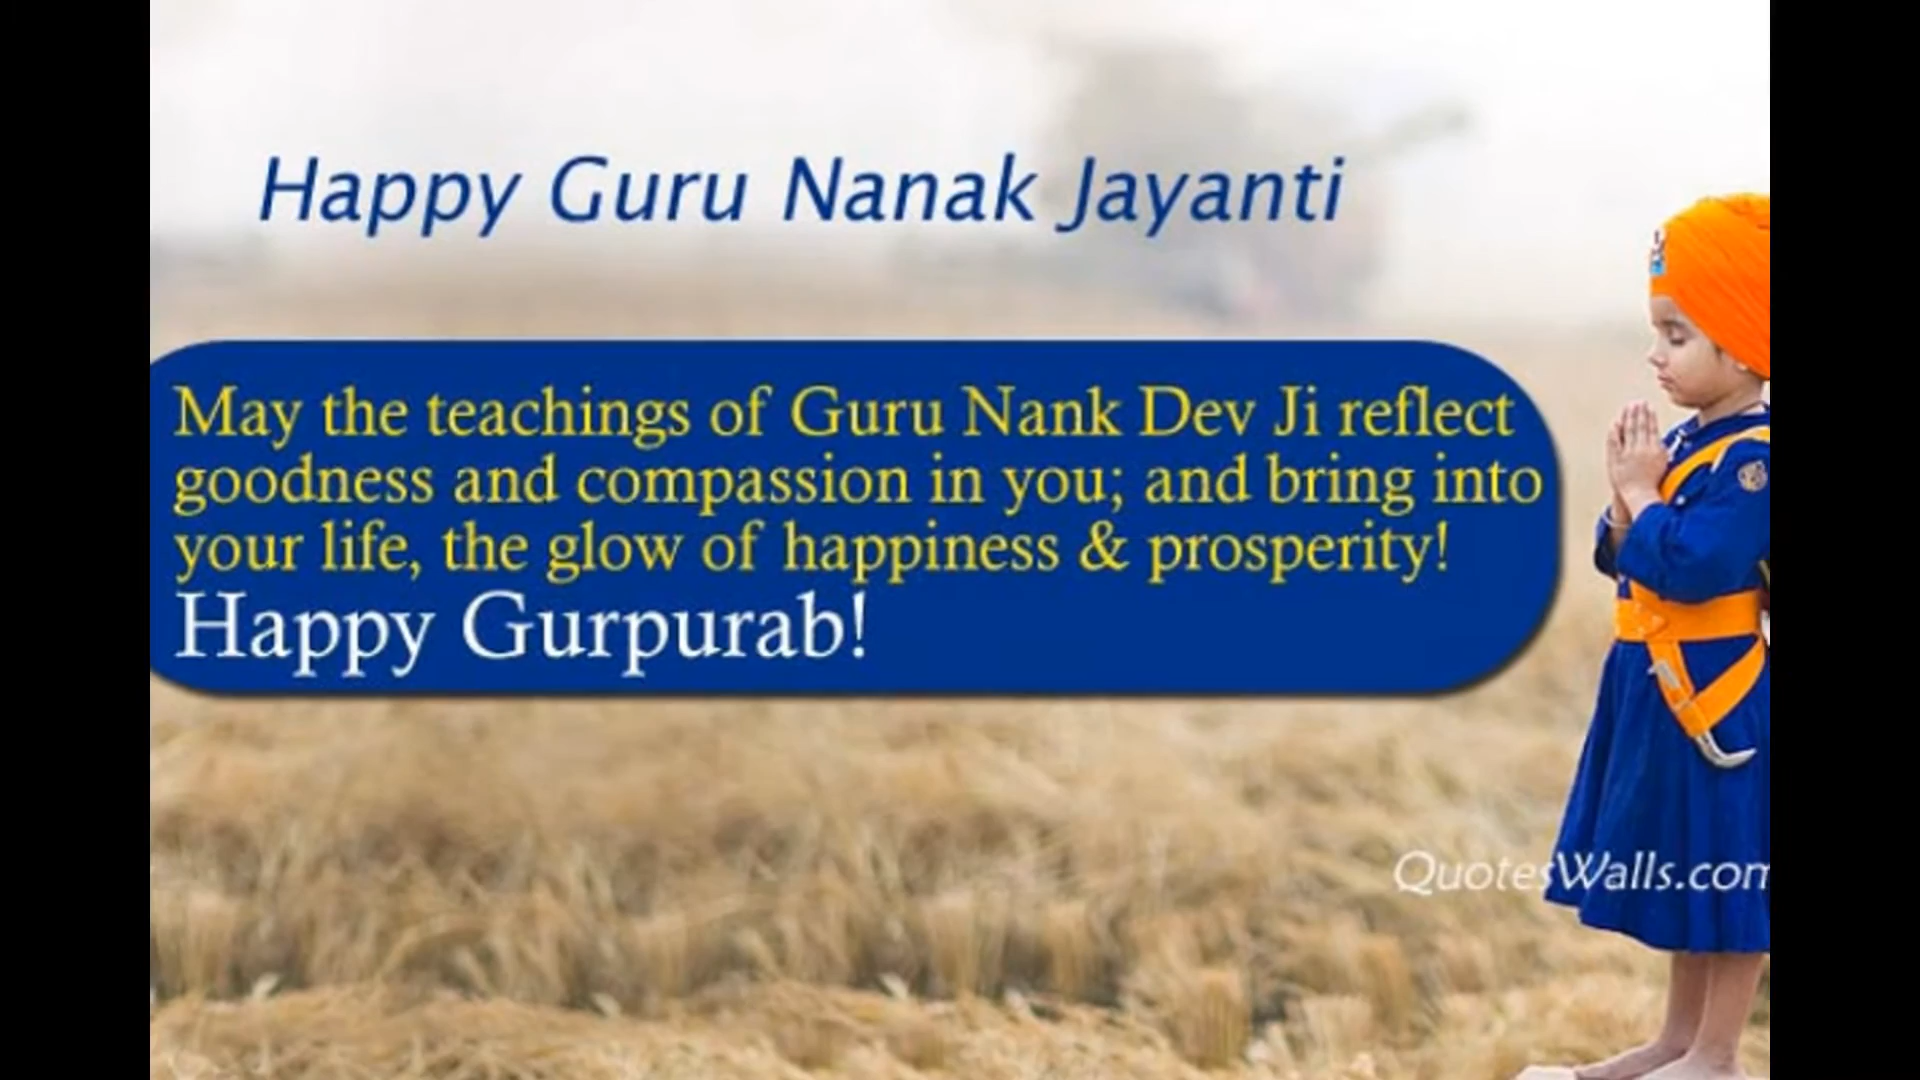 Happy Guru Nanak Jayanti
May the teachings of Guru Nank Dev Ji reflect
goodness and compassion in you; and bring into
your life, the glow of happiness & prosperity!
Happy Gurpurab!
QuotesWalls.com